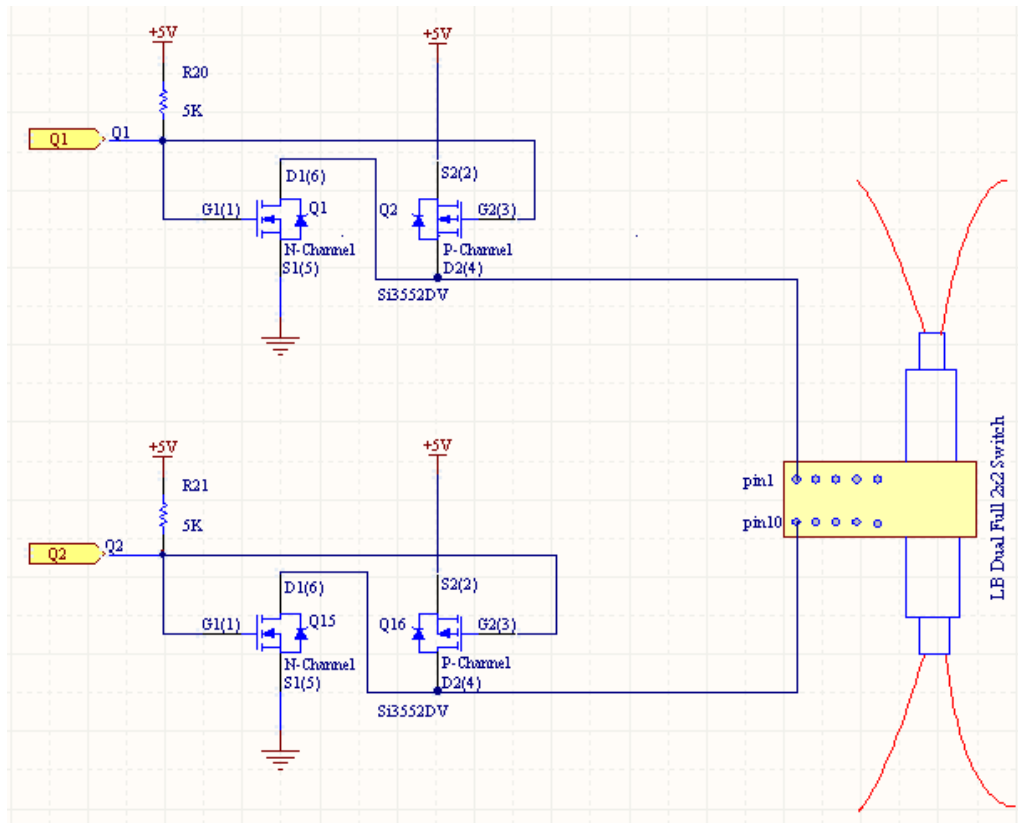 +5V
+5V
R20
5K
Q1
Q1
D1(6)
S2(2)
G1(1)
Q1
Q2
G2(3)
N-Channel
P-Channel
S1(5)
D2(4)
Si3552DV
+5V
+5V
R21
5K
Q2
Q2
D1(6)
S2(2)
G1(1)
Q15
Q16
G2(3)
N-Channel
P-Channel
S1(5)
D2(4)
Si3552DV
pin1
pin10
LB Dual Full 2x2 Switch